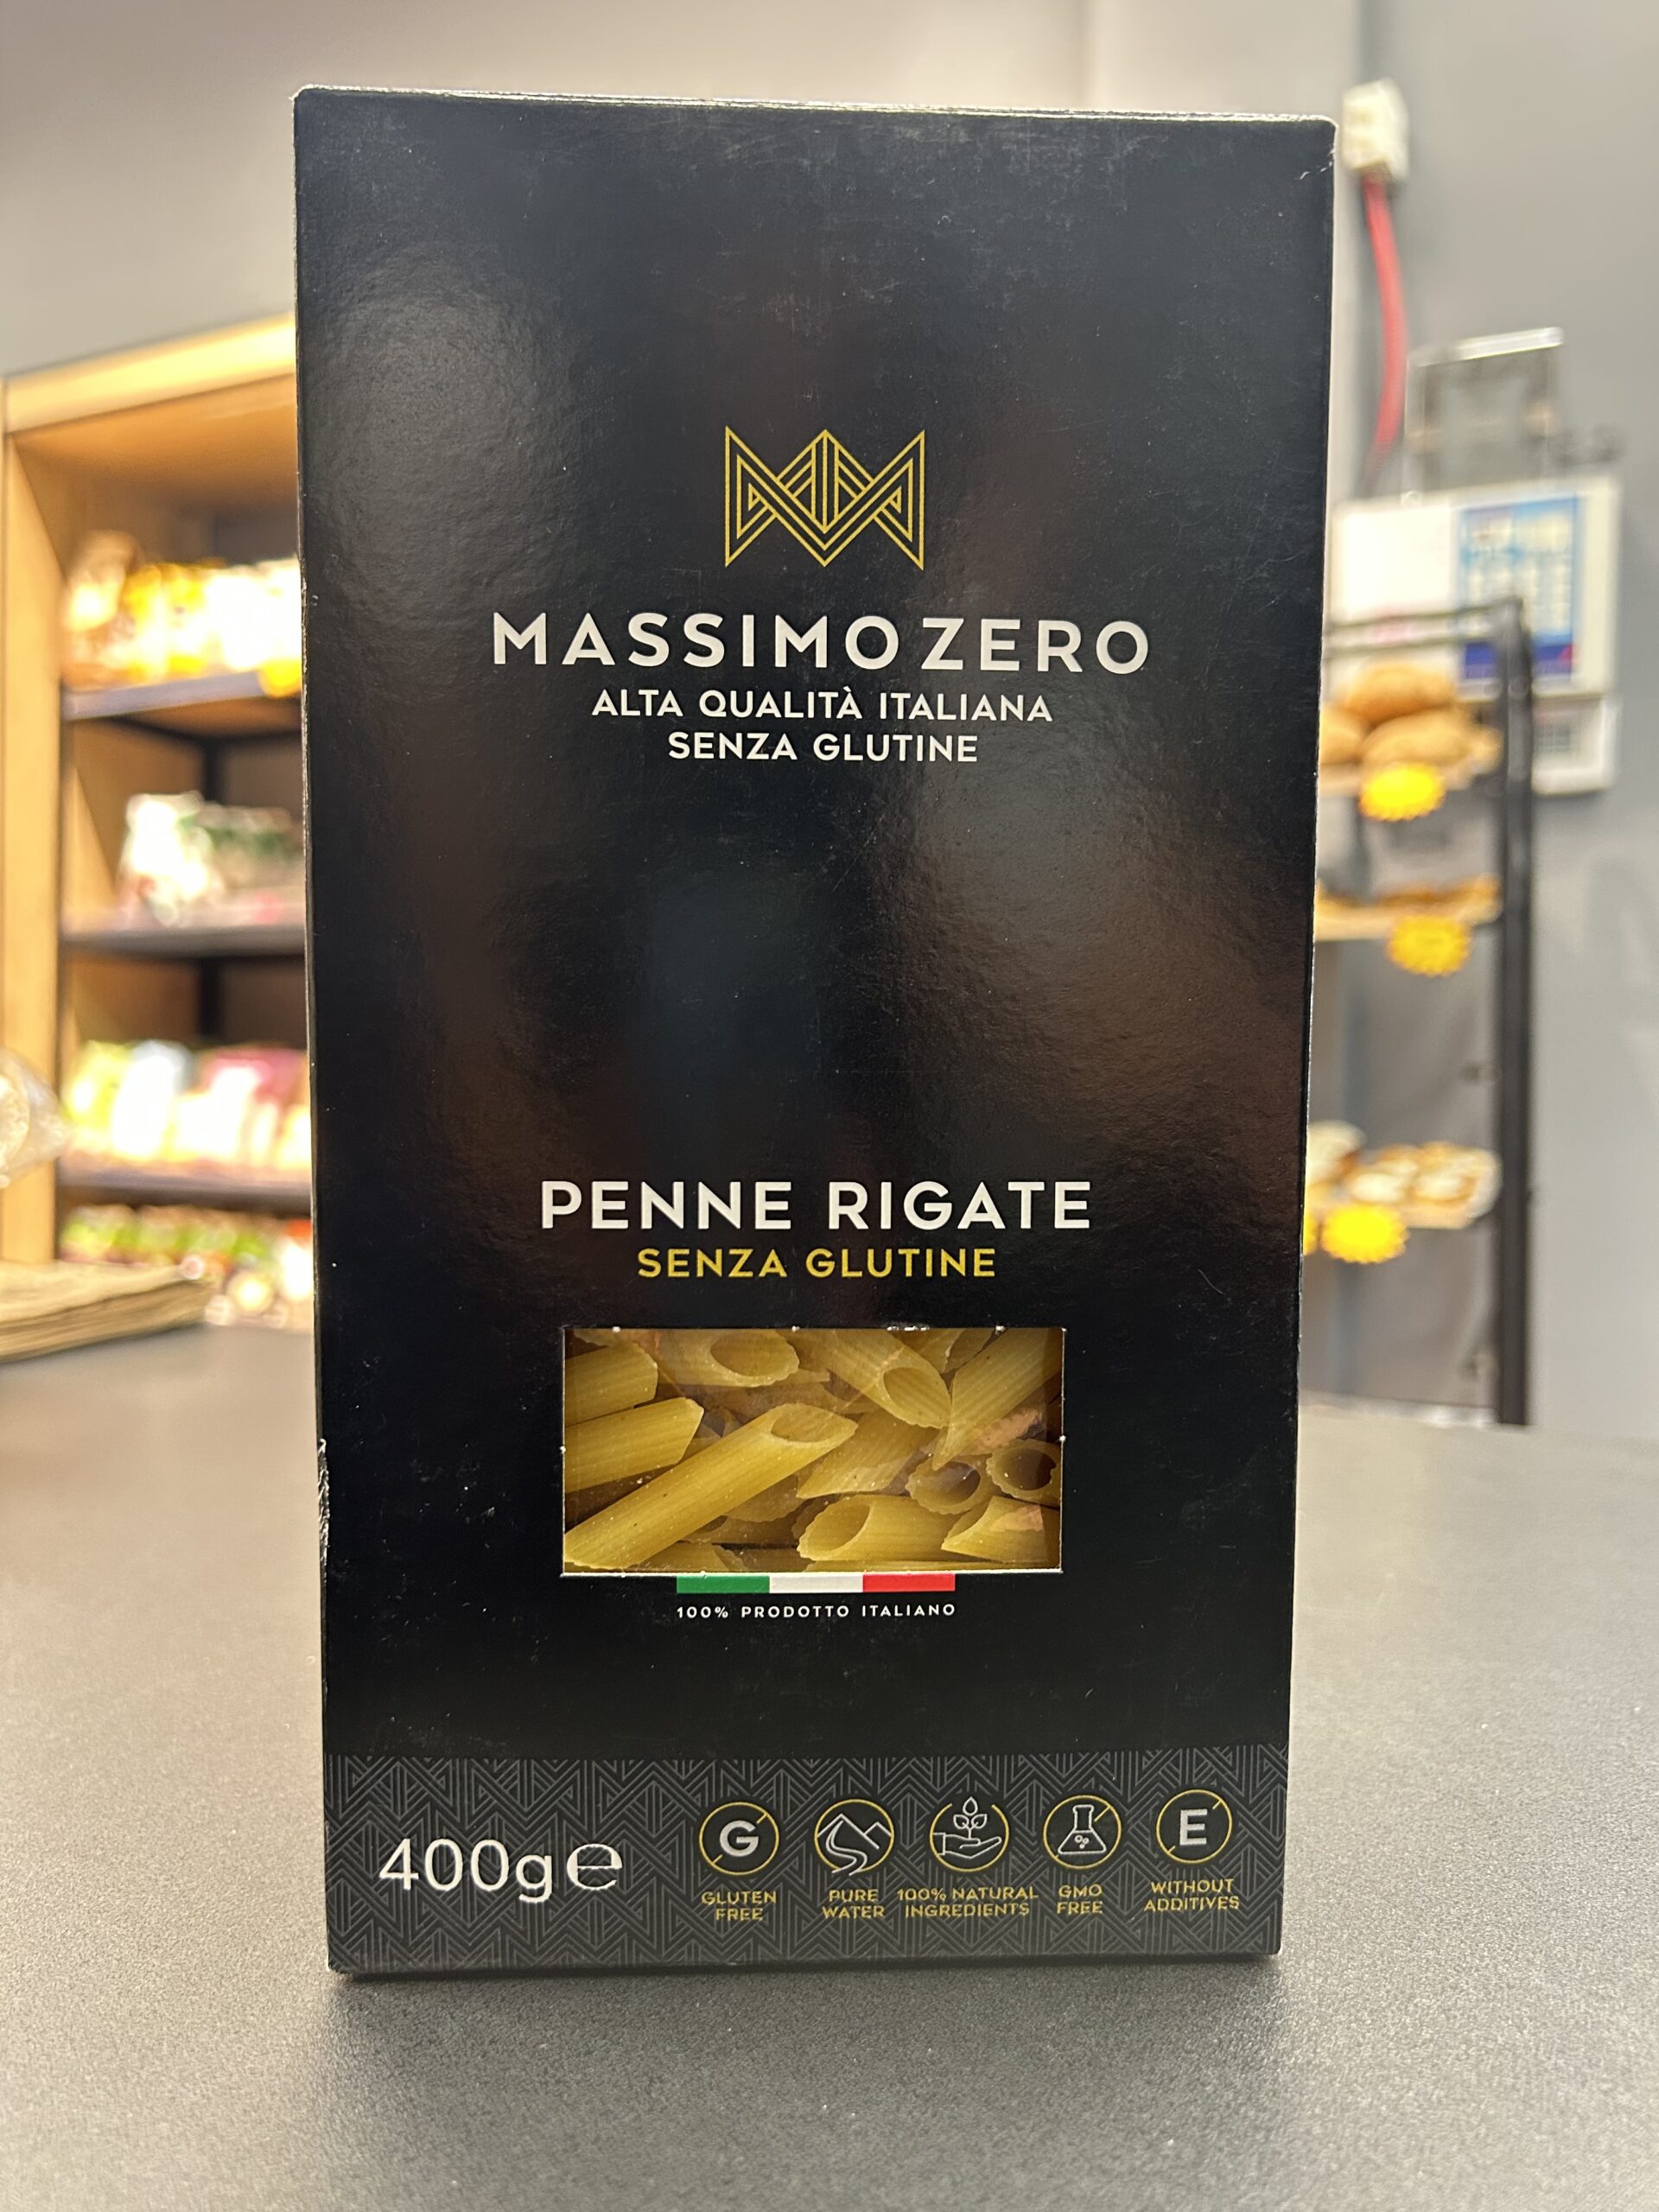 MASSIMO ZERO
ALTA QUALITÀ ITALIANA
SENZA GLUTINE
PENNE RIGATE
SENZA GLUTINE
100% PRODOTTO ITALIANO
400g e
G
GLUTEN
FREE
PURE
WATER
100% NATURAL
INGREDIENTS
GMO
FREE
E
WITHOUT
ADDITIVES